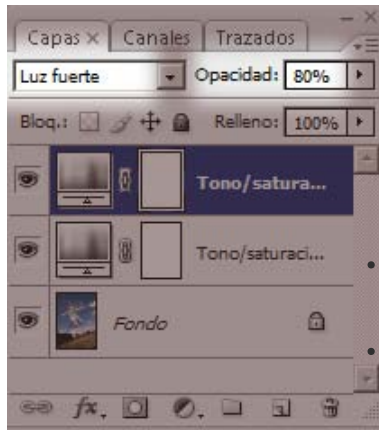 Capas × Canales Trazados
Luz fuerte Opacidad: 80%
Bloq.: Relleno: 100%
Tono/satura...
Tono/saturaci...
Fondo
fx.